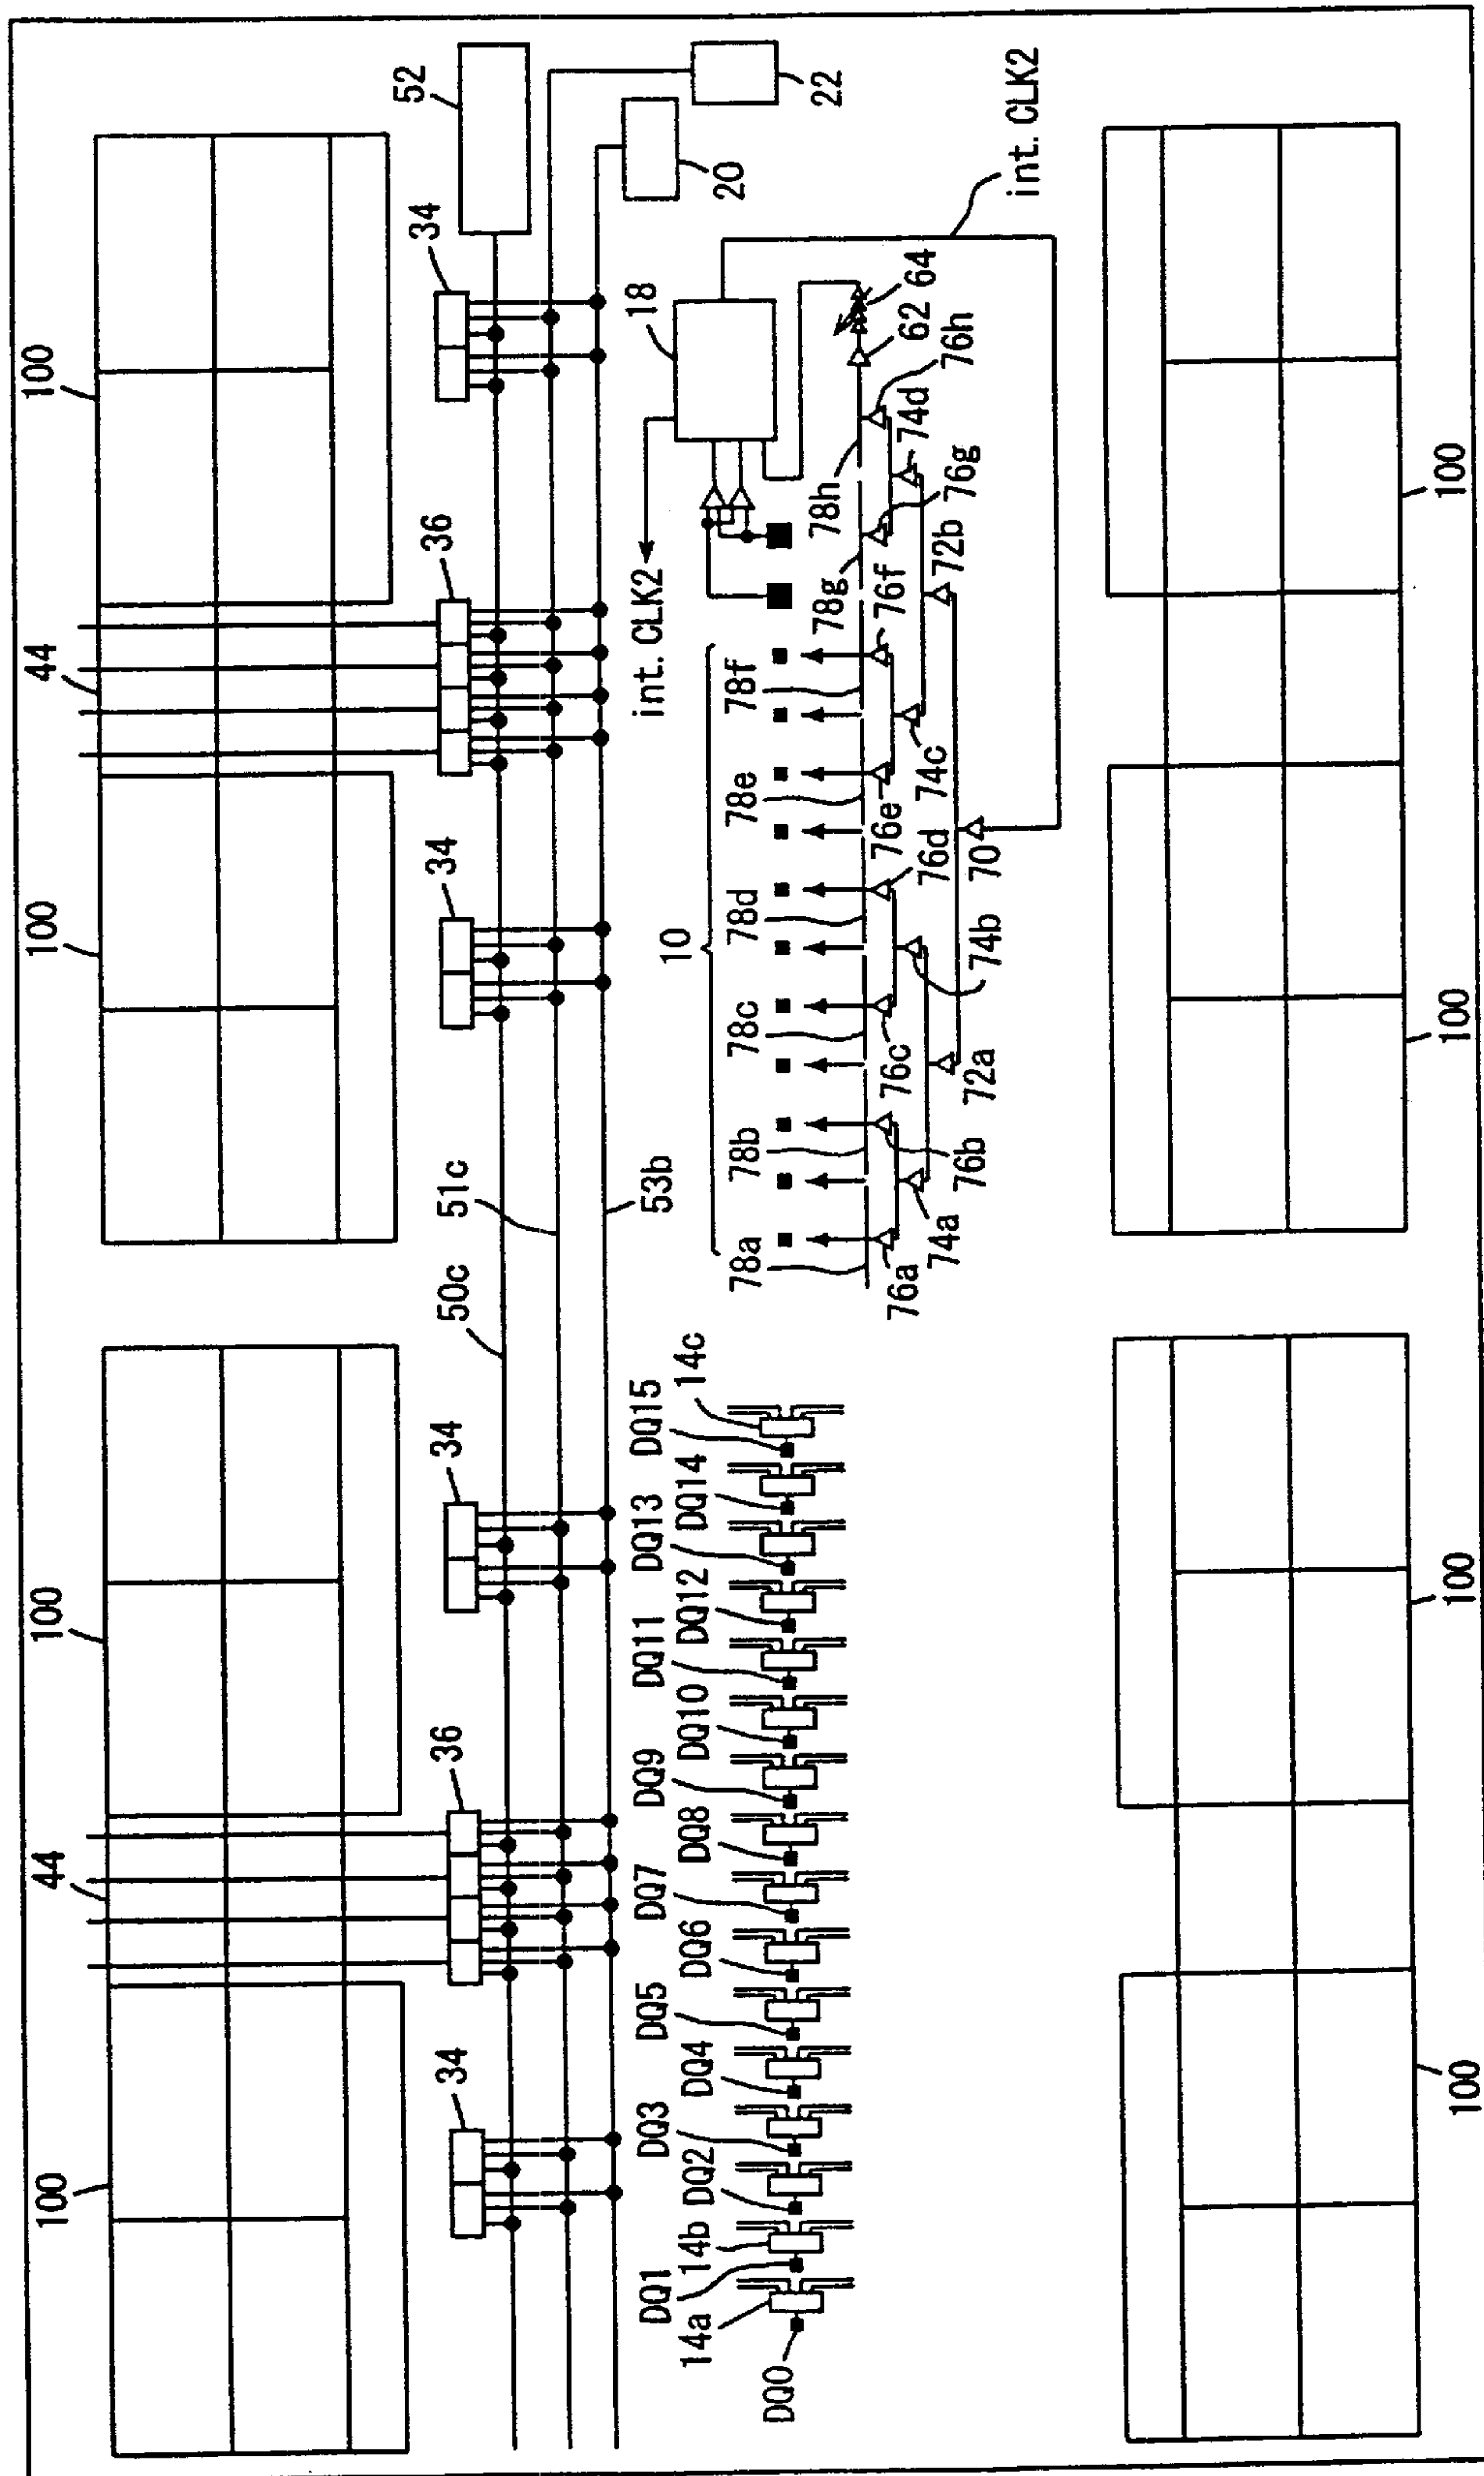 100
44
100
100
44
100
34
36
34
34
36
34
52
50c
51c
53b
20
22
18
int. CLK2
int. CLK2
10
64
62
DQ0
14a
DQ1
14b
DQ2
DQ3
DQ4
DQ5
DQ6
DQ7
DQ8
DQ9
DQ10
DQ11
DQ12
DQ13
DQ14
DQ15
14c
78a
78b
78c
78d
78e
78f
78g
78h
76a
76b
76c
76d
76e
76f
76g
76h
74a
74b
74c
74d
72a
72b
70
100
100
100
100